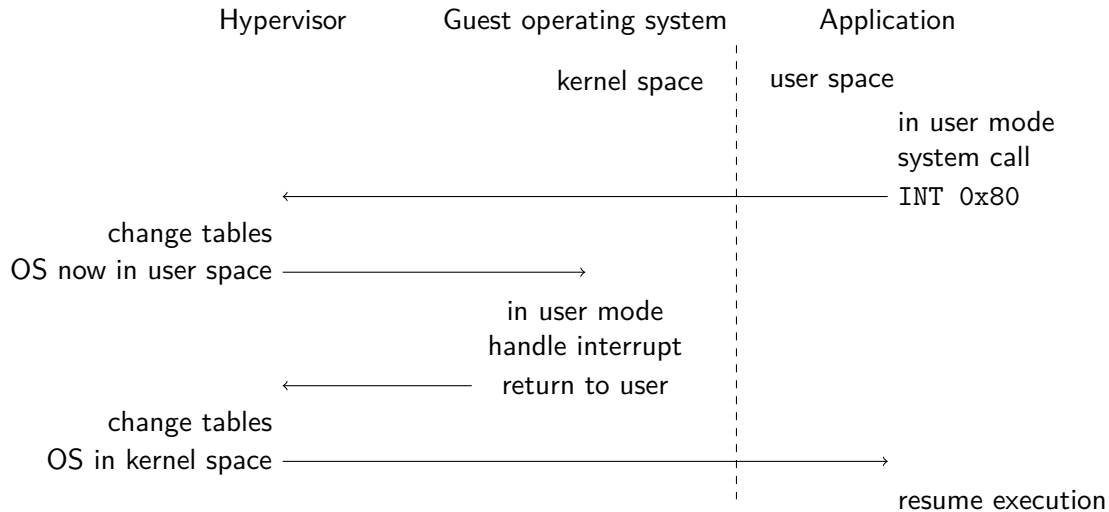 Hypervisor Guest operating system Application
kernel space user space
in user mode
system call
INT 0x80
change tables
OS now in user space
in user mode
handle interrupt
return to user
change tables
OS in kernel space
resume execution